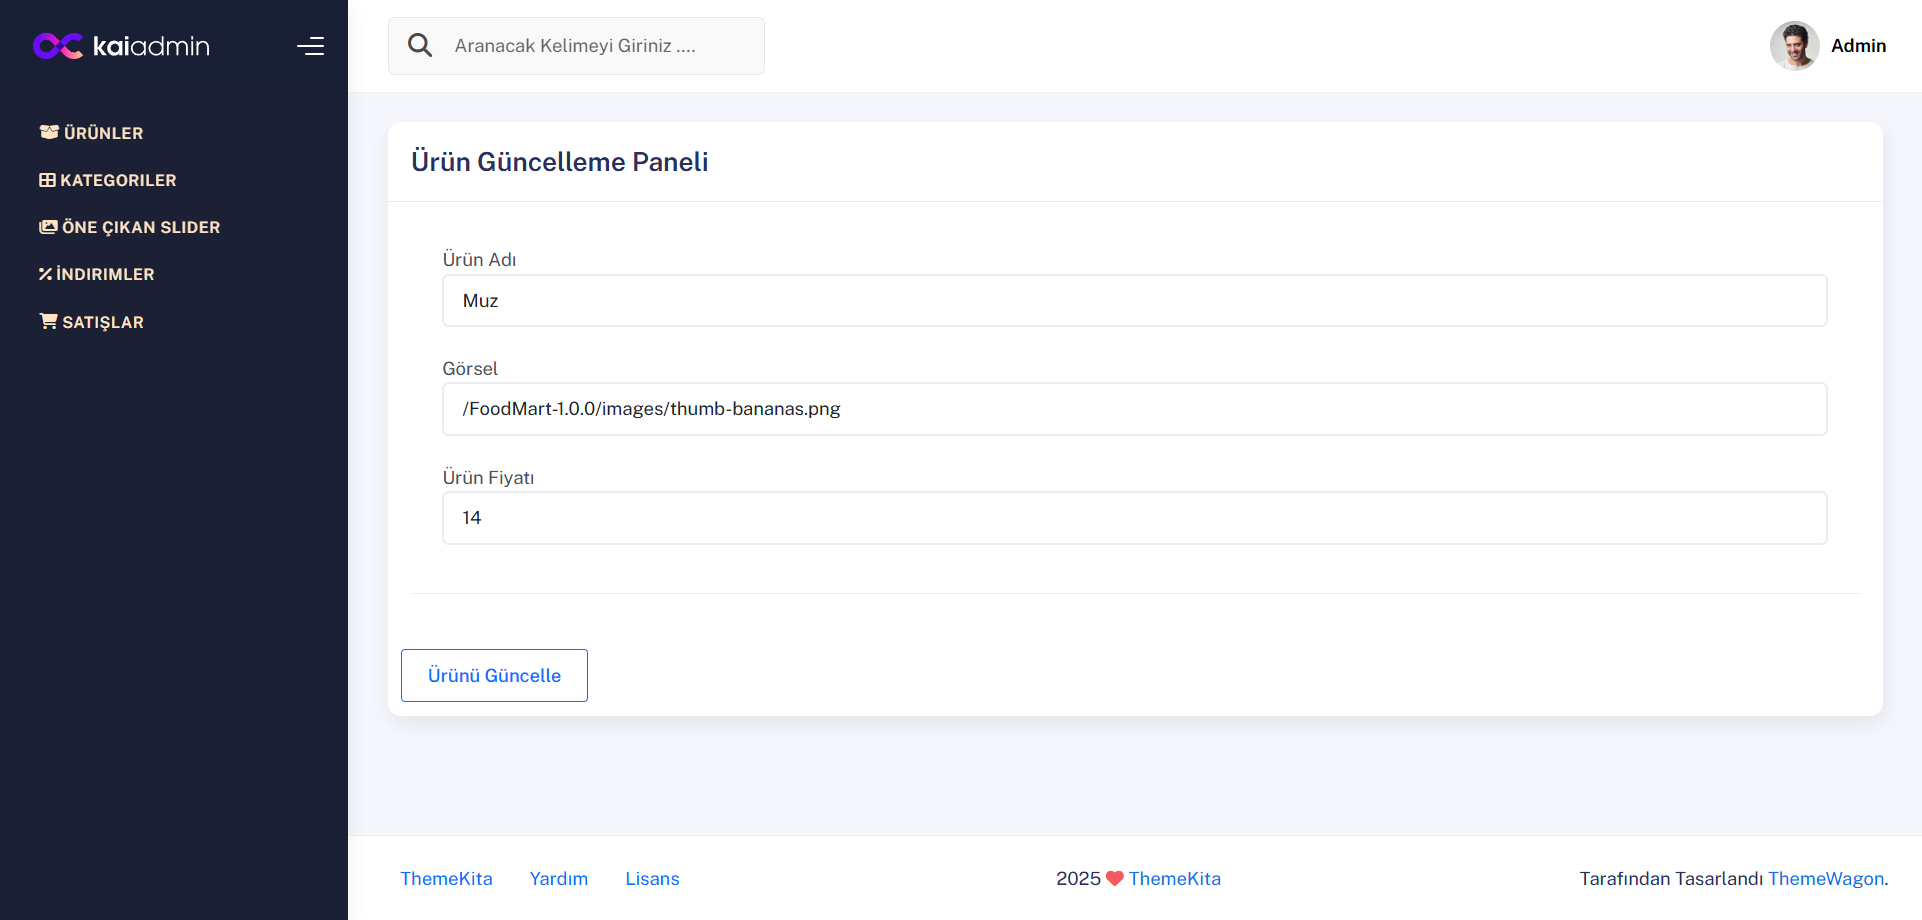 kaiadmin
Aranacak Kelimeyi Giriniz ....
Admin
ÜRÜNLER
KATEGORILER
ÖNE ÇIKAN SLIDER
İNDIRIMLER
SATIŞLAR
Ürün Güncelleme Paneli
Ürün Adı
Muz
Görsel
/FoodMart-1.0.0/images/thumb-bananas.png
Ürün Fiyatı
14
Ürünü Güncelle
ThemeKita Yardım Lisans 2025 ThemeKita Tarafından Tasarlandı ThemeWagon.